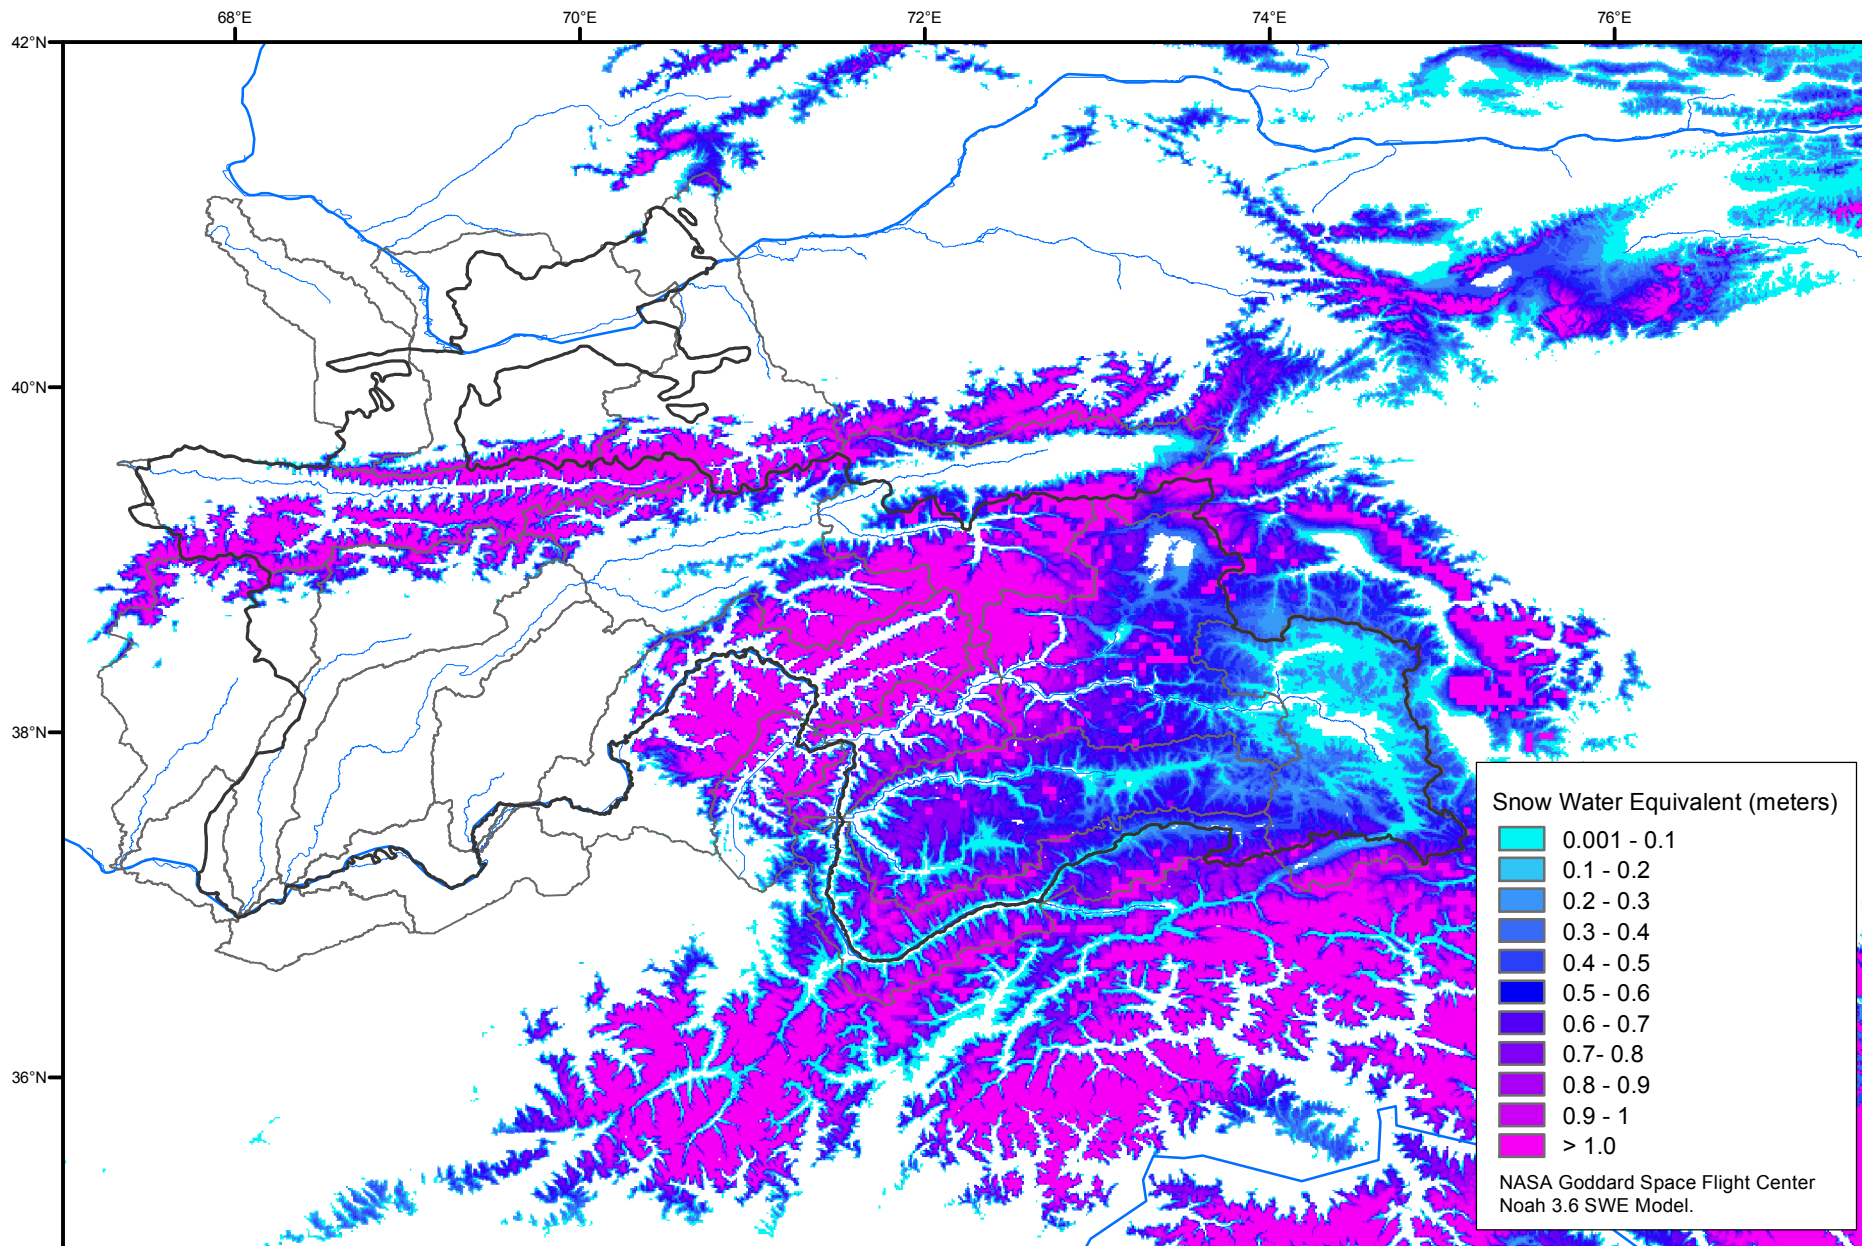 68°E 70°E 72°E 74°E 76°E
42°N
40°N
38°N
36°N
Snow Water Equivalent (meters)
0.001 - 0.1
0.1 - 0.2
0.2 - 0.3
0.3 - 0.4
0.4 - 0.5
0.5 - 0.6
0.6 - 0.7
0.7- 0.8
0.8 - 0.9
0.9 - 1
> 1.0
NASA Goddard Space Flight Center
Noah 3.6 SWE Model.